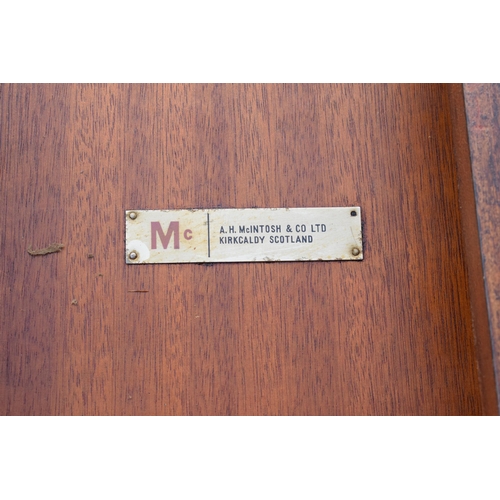 Mc
A.H. McINTOSH & CO LTD
KIRKCALDY SCOTLAND